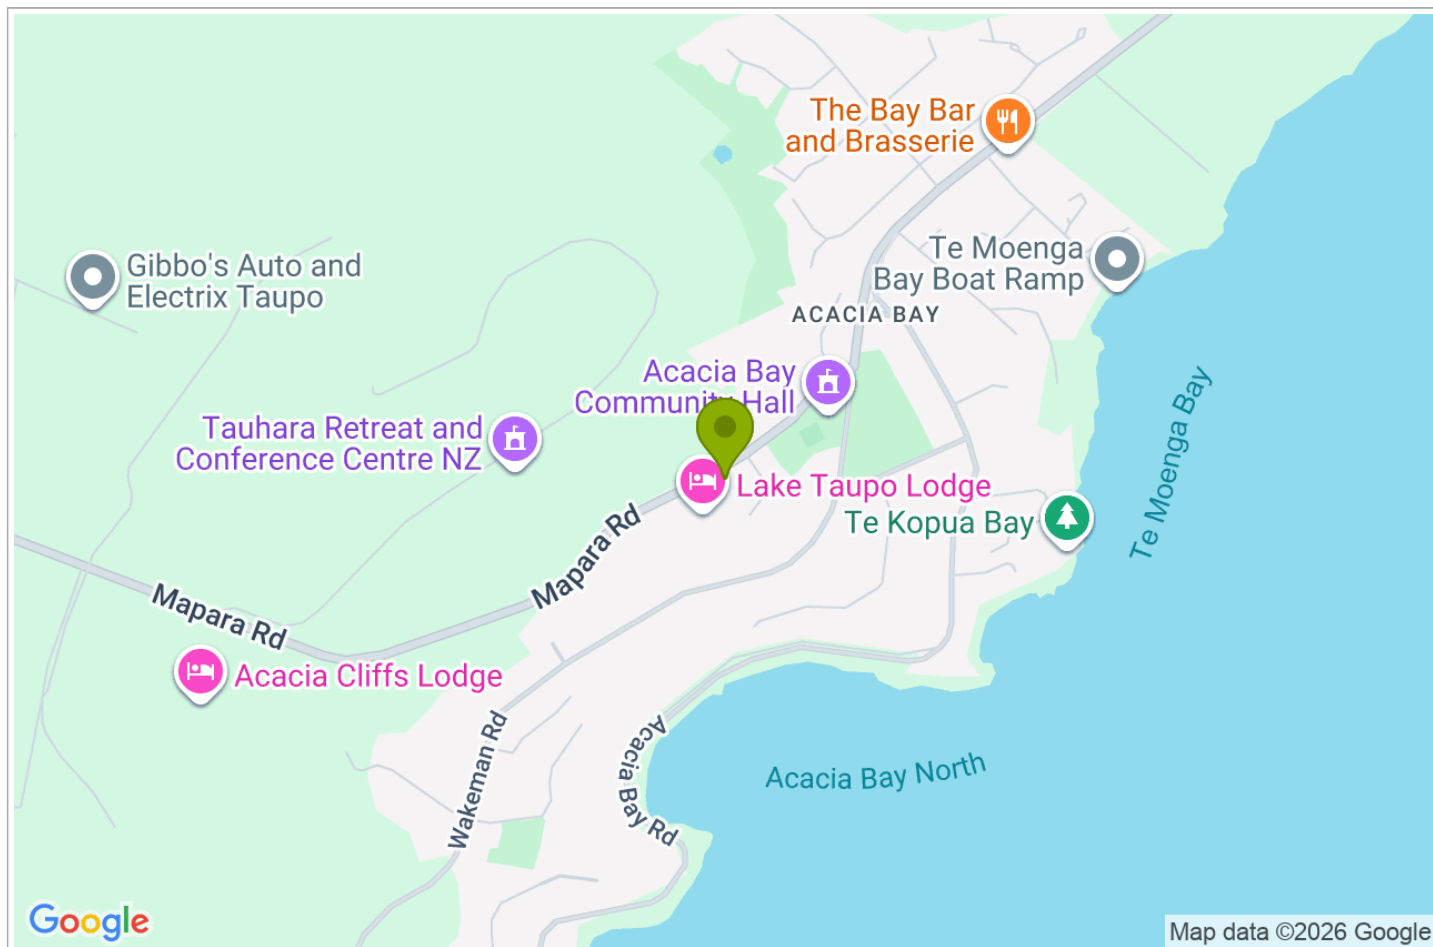 The Bay Bar
and Brasserie
Te Moenga
Bay Boat Ramp
Gibbo's Auto and
Electrix Taupo
ACACIA BAY
Acacia Bay
Community Hall
Te Moenga Bay
Tauhara Retreat and
Conference Centre NZ
Lake Taupo Lodge
Te Kopua Bay
Mapara Rd
Mapara Rd
Acacia Cliffs Lodge
Wakeman Rd
Acacia
Bay Rd
Acacia Bay North
Google
Map data ©2026 Google